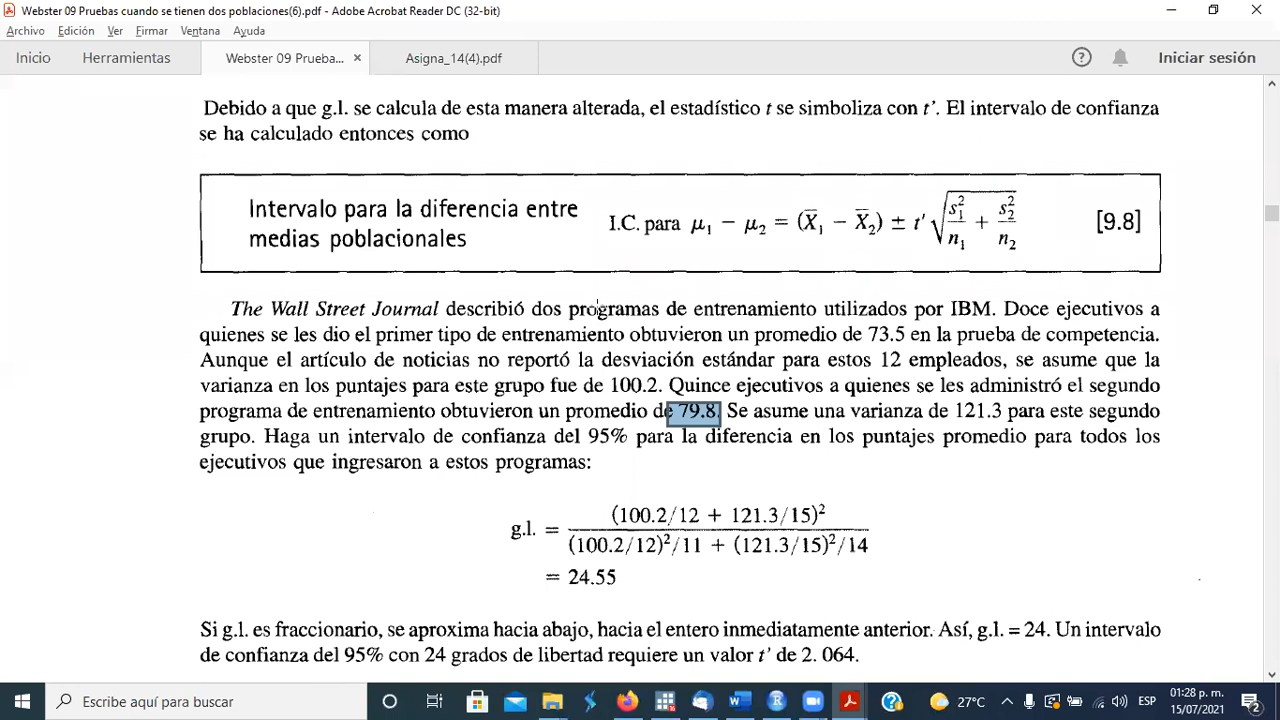 Webster 09 Pruebas cuando se tienen dos poblaciones(6).pdf - Adobe Acrobat Reader DC (32-bit)
Archivo Edición Ver Firmar Ventana Ayuda
Inicio Herramientas Webster 09 Prueba... × Asigna_14(4).pdf ? Iniciar sesión
Debido a que g.l. se calcula de esta manera alterada, el estadístico t se simboliza con t’. El intervalo de confianza
se ha calculado entonces como
Intervalo para la diferencia entre
medias poblacionales
I.C. para μ₁ − μ₂ = (X̄₁ − X̄₂) ± t′ √(s₁²/n₁ + s₂²/n₂) [9.8]
The Wall Street Journal describió dos programas de entrenamiento utilizados por IBM. Doce ejecutivos a
quienes se les dio el primer tipo de entrenamiento obtuvieron un promedio de 73.5 en la prueba de competencia.
Aunque el artículo de noticias no reportó la desviación estándar para estos 12 empleados, se asume que la
varianza en los puntajes para este grupo fue de 100.2. Quince ejecutivos a quienes se les administró el segundo
programa de entrenamiento obtuvieron un promedio de 79.8. Se asume una varianza de 121.3 para este segundo
grupo. Haga un intervalo de confianza del 95% para la diferencia en los puntajes promedio para todos los
ejecutivos que ingresaron a estos programas:
g.l. = (100.2/12 + 121.3/15)² / (100.2/12)²/11 + (121.3/15)²/14
= 24.55
Si g.l. es fraccionario, se aproxima hacia abajo, hacia el entero inmediatamente anterior. Así, g.l. = 24. Un intervalo
de confianza del 95% con 24 grados de libertad requiere un valor t’ de 2. 064.
Escribe aquí para buscar 27°C ESP 01:28 p. m.
15/07/2021 2